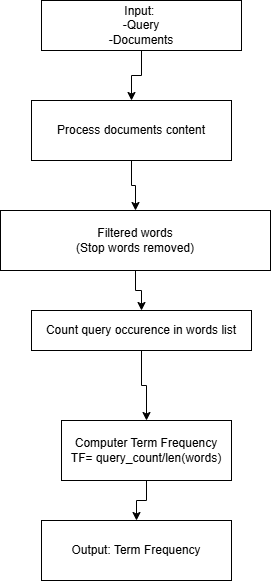 Input:
-Query
-Documents
Process documents content
Filtered words
(Stop words removed)
Count query occurence in words list
Computer Term Frequency
TF= query_count/len(words)
Output: Term Frequency